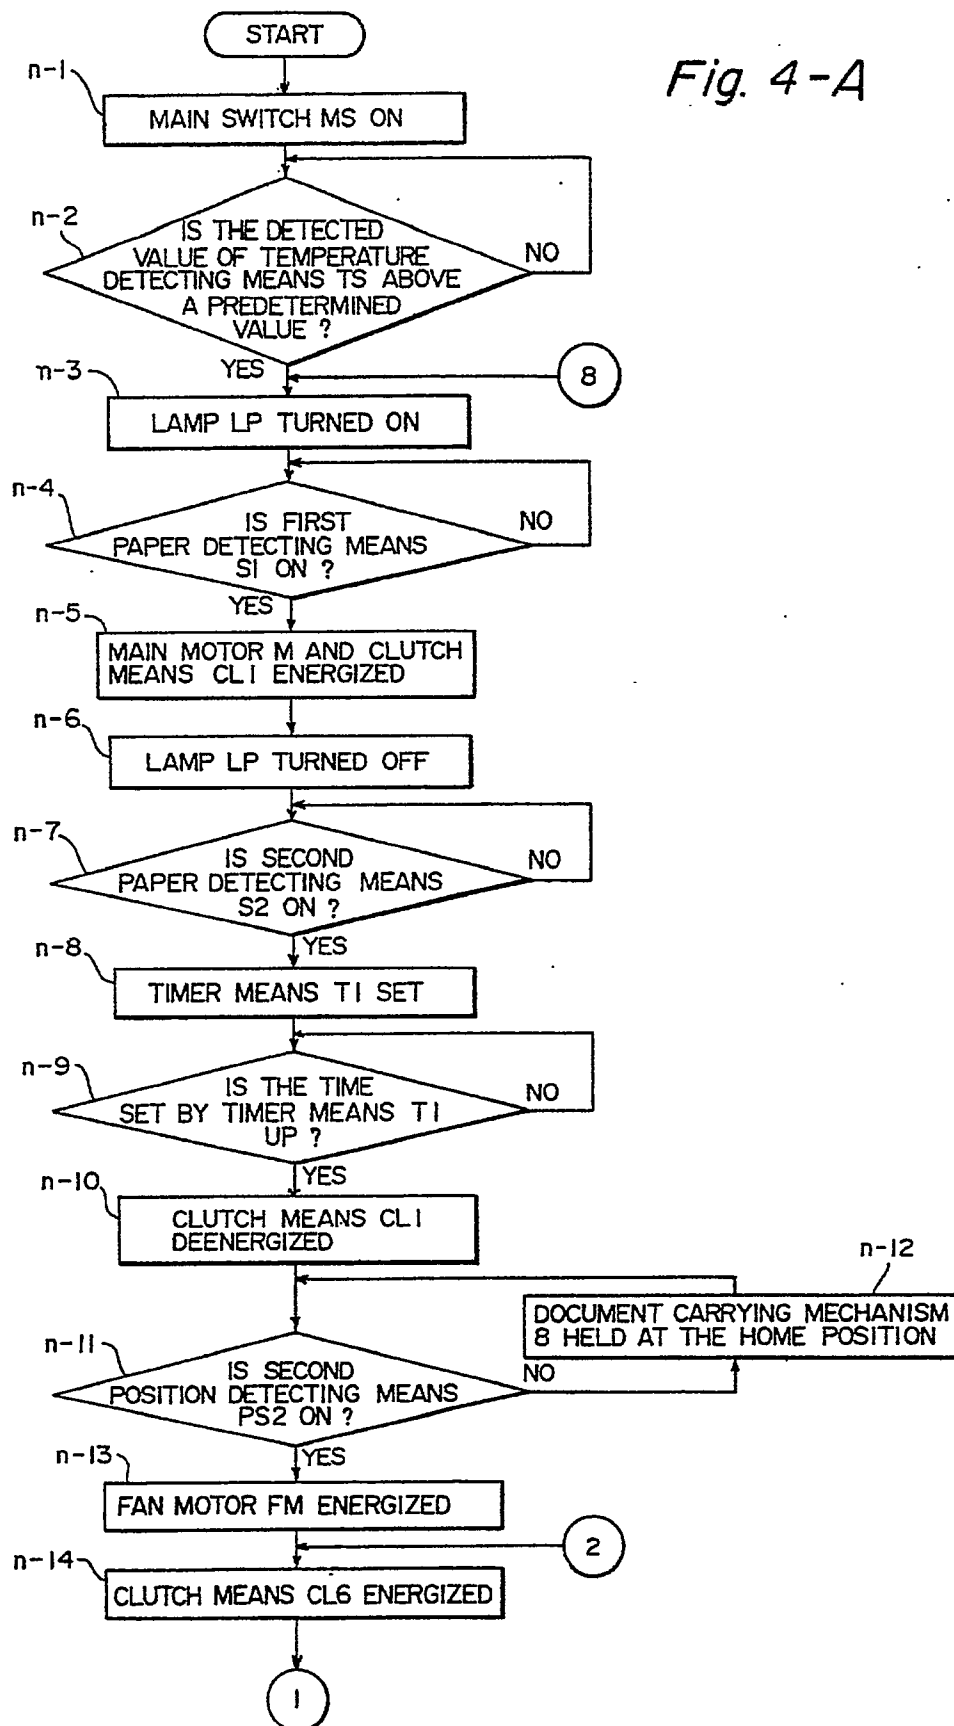 START
Fig. 4-A
n-1
MAIN SWITCH MS ON
n-2
IS THE DETECTED
VALUE OF TEMPERATURE
DETECTING MEANS TS ABOVE
A PREDETERMINED
VALUE ?
NO
YES
8
n-3
LAMP LP TURNED ON
n-4
IS FIRST
PAPER DETECTING MEANS
S1 ON ?
NO
YES
n-5
MAIN MOTOR M AND CLUTCH
MEANS CL1 ENERGIZED
n-6
LAMP LP TURNED OFF
n-7
IS SECOND
PAPER DETECTING MEANS
S2 ON ?
NO
YES
n-8
TIMER MEANS T1 SET
n-9
IS THE TIME
SET BY TIMER MEANS T1
UP ?
NO
YES
n-10
CLUTCH MEANS CL1
DEENERGIZED
n-12
DOCUMENT CARRYING MECHANISM
8 HELD AT THE HOME POSITION
n-11
IS SECOND
POSITION DETECTING MEANS
PS2 ON ?
NO
YES
n-13
FAN MOTOR FM ENERGIZED
2
n-14
CLUTCH MEANS CL6 ENERGIZED
1